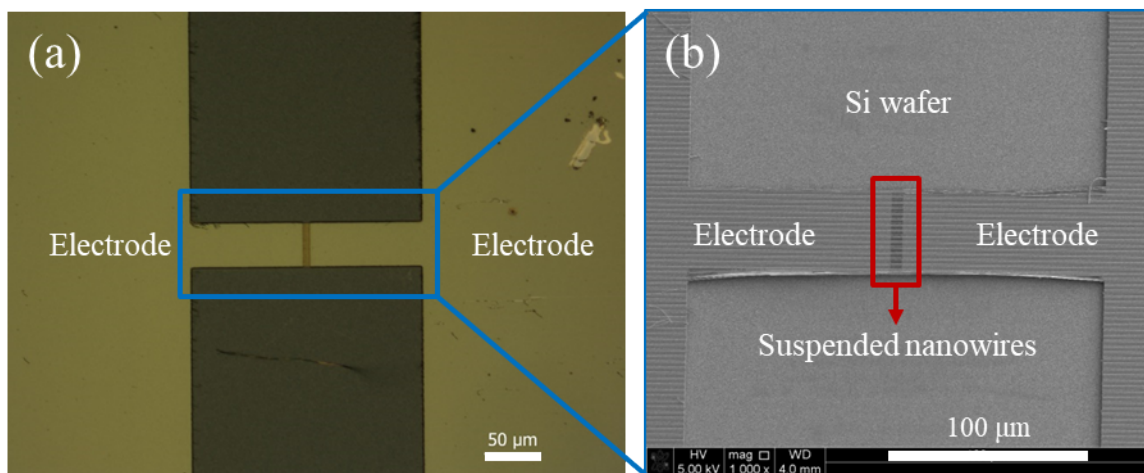 (a)
Electrode
Electrode
50 μm
(b)
Si wafer
Electrode
Electrode
Suspended nanowires
100 μm
HV
mag
WD
5.00 kV
1 000 x
4.0 mm